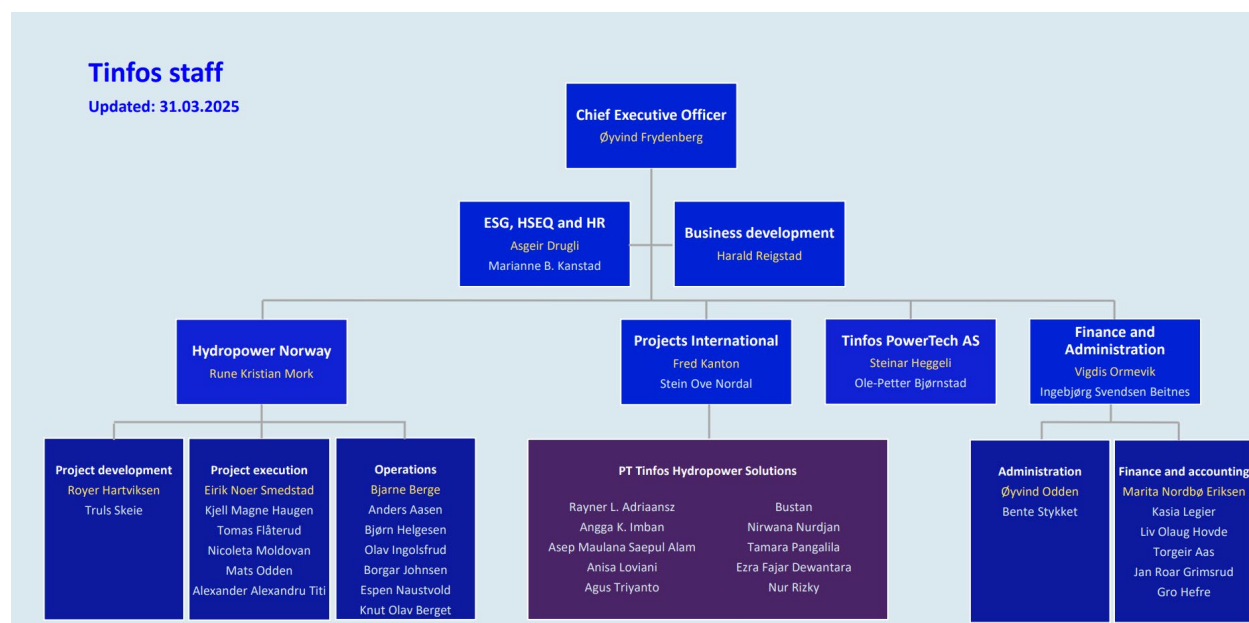 Tinfos staff
Updated: 31.03.2025
Chief Executive Officer
Øyvind Frydenberg
ESG, HSEQ and HR
Asgeir Drugli
Marianne B. Kanstad
Business development
Harald Reigstad
Hydropower Norway
Rune Kristian Mork
Projects International
Fred Kanton
Stein Ove Nordal
Tinfos PowerTech AS
Steinar Heggeli
Ole-Petter Bjørnstad
Finance and
Administration
Vigdis Ormevik
Ingebjørg Svendsen Beitnes
Project development
Royer Hartviksen
Truls Skeie
Project execution
Eirik Noer Smedstad
Kjell Magne Haugen
Tomas Flåterud
Nicoleta Moldovan
Mats Odden
Alexander Alexandru Titi
Operations
Bjarne Berge
Anders Aasen
Bjørn Helgesen
Olav Ingolsfrud
Borgar Johnsen
Espen Naustvold
Knut Olav Berget
PT Tinfos Hydropower Solutions
Rayner L. Adriaansz
Angga K. Imban
Asep Maulana Saepul Alam
Anisa Loviani
Agus Triyanto
Bustan
Nirwana Nurdjan
Tamara Pangalila
Ezra Fajar Dewantara
Nur Rizky
Administration
Øyvind Odden
Bente Stykket
Finance and accounting
Marita Nordbø Eriksen
Kasia Legier
Liv Olaug Hovde
Torgeir Aas
Jan Roar Grimsrud
Gro Hefre